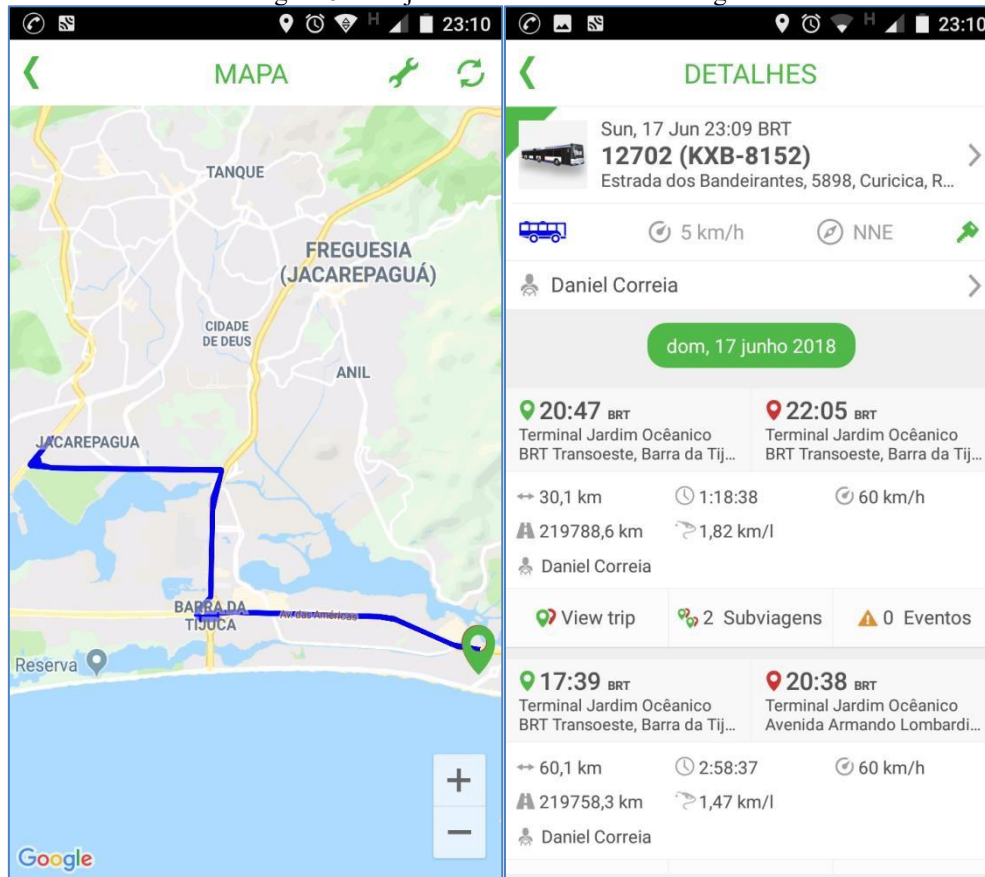 23:10
MAPA
TANQUE
FREGUESIA
(JACAREPAGUÁ)
CIDADE
DE DEUS
ANIL
JACAREPAGUA
BARRA DA
TIJUCA
Av. das Américas
Reserva
+
−
Google
H
23:10
DETALHES
Sun, 17 Jun 23:09 BRT
12702 (KXB-8152)
Estrada dos Bandeirantes, 5898, Curicica, R...
5 km/h NNE
Daniel Correia
dom, 17 junho 2018
20:47 BRT 22:05 BRT
Terminal Jardim Ocêanico Terminal Jardim Ocêanico
BRT Transoeste, Barra da Tij... BRT Transoeste, Barra da Tij...
30,1 km 1:18:38 60 km/h
219788,6 km 1,82 km/l
Daniel Correia
View trip 2 Subviagens 0 Eventos
17:39 BRT 20:38 BRT
Terminal Jardim Ocêanico Terminal Jardim Ocêanico
BRT Transoeste, Barra da Tij... Avenida Armando Lombardi...
60,1 km 2:58:37 60 km/h
219758,3 km 1,47 km/l
Daniel Correia